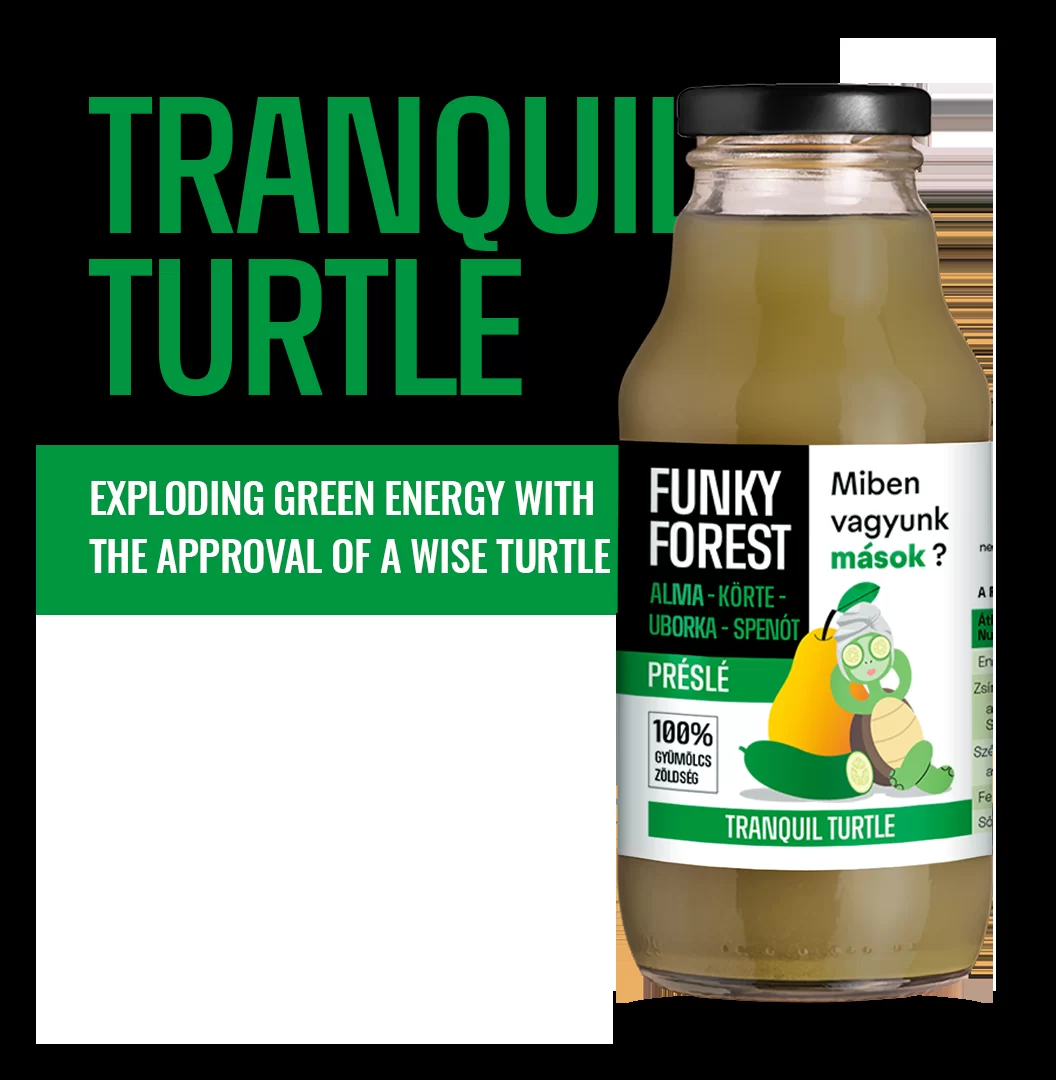 TRANQUIL
TURTLE
EXPLODING GREEN ENERGY WITH
THE APPROVAL OF A WISE TURTLE
FUNKY
FOREST
ALMA - KÖRTE -
UBORKA - SPENÓT
PRÉSLÉ
100%
GYÜMÖLCS
ZÖLDSÉG
TRANQUIL TURTLE
Miben
vagyunk
mások ?